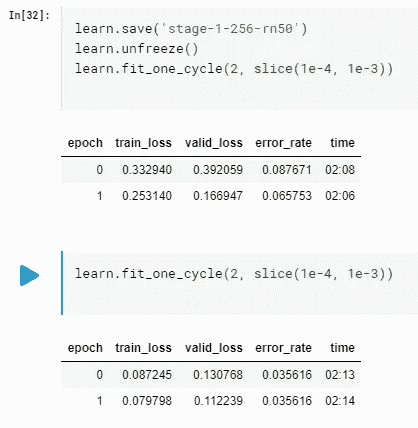 In[32]:
learn.save('stage-1-256-rn50')
learn.unfreeze()
learn.fit_one_cycle(2, slice(1e-4, 1e-3))
epoch train_loss valid_loss error_rate time
0 0.332940 0.392059 0.087671 02:08
1 0.253140 0.166947 0.065753 02:06
learn.fit_one_cycle(2, slice(1e-4, 1e-3))
epoch train_loss valid_loss error_rate time
0 0.087245 0.130768 0.035616 02:13
1 0.079798 0.112239 0.035616 02:14